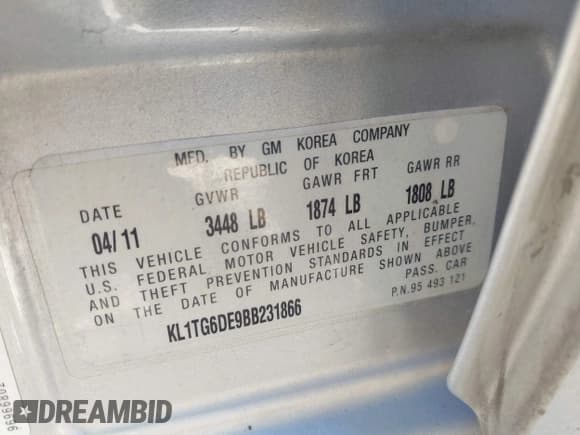 MFD. BY GM KOREA COMPANY
REPUBLIC OF KOREA
DATE GVWR GAWR FRT GAWR RR
04/11 3448 LB 1874 LB 1808 LB
THIS VEHICLE CONFORMS TO ALL APPLICABLE
U.S. FEDERAL MOTOR VEHICLE SAFETY, BUMPER,
AND THEFT PREVENTION STANDARDS IN EFFECT
ON THE DATE OF MANUFACTURE SHOWN ABOVE
PASS. CAR
KL1TG6DE9BB231866
P.N.95 493 121
DREAMBID